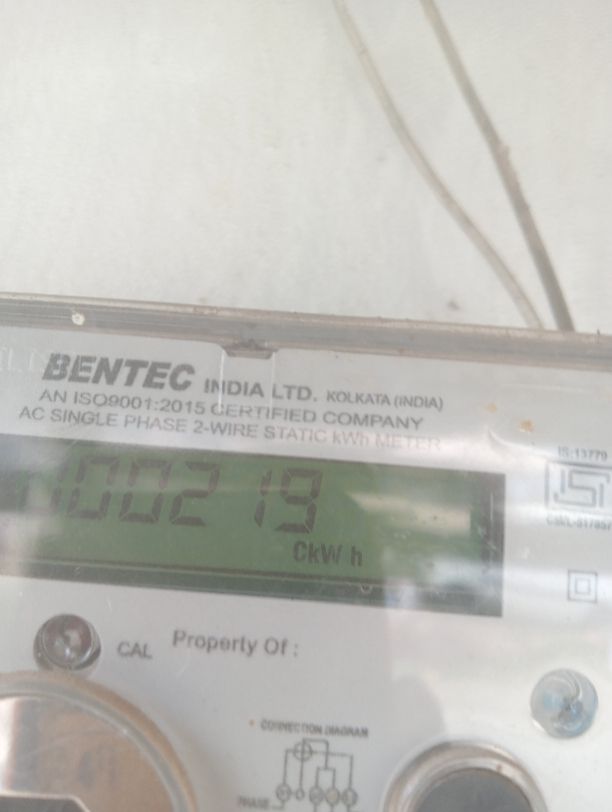 BENTEC INDIA LTD. KOLKATA (INDIA)
AN ISO9001:2015 CERTIFIED COMPANY
AC SINGLE PHASE 2-WIRE STATIC kWh METER
IS:13779
00219
CkWh
CAL
Property Of :
CONNECTION DIAGRAM
PHASE